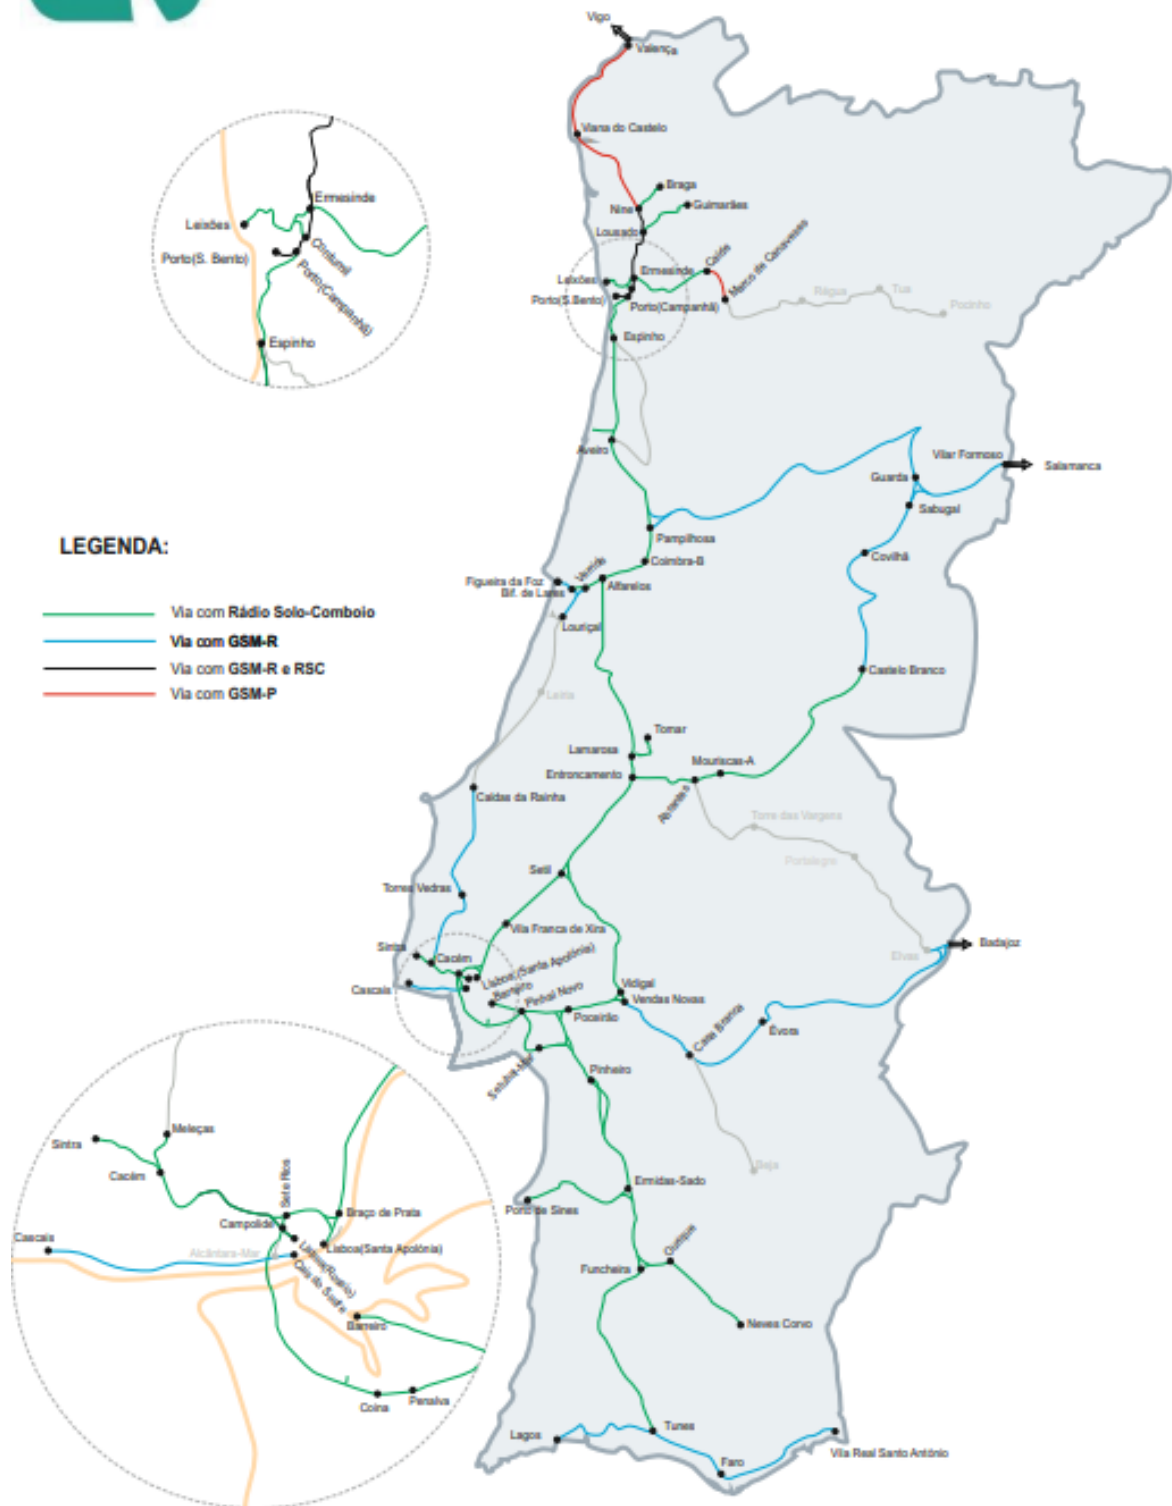 Vigo
Valença
Viana do Castelo
Braga
Nine
Guimarães
Lousado
Ermesinde
Caíde
Marco de Canaveses
Leixões
Porto(S.Bento)
Porto(Campanhã)
Régua
Tua
Pocinho
Espinho
Ermesinde
Leixões
Contumil
Porto(S. Bento)
Porto(Campanhã)
Espinho
Aveiro
Vilar Formoso
Salamanca
Guarda
Sabugal
Pampilhosa
Covilhã
Coimbra-B
LEGENDA:
Via com Rádio Solo-Comboio
Via com GSM-R
Via com GSM-R e RSC
Via com GSM-P
Figueira da Foz
Verride
Bif. de Lares
Alfarelos
Louriçal
Castelo Branco
Leiria
Tomar
Lamarosa
Mouriscas-A
Entroncamento
Abrantes
Caldas da Rainha
Torre das Vargens
Portalegre
Setil
Torres Vedras
Vila Franca de Xira
Sintra
Cacém
Lisboa (Santa Apolónia)
Elvas
Badajoz
Cascais
Barreiro
Pinhal Novo
Vidigal
Vendas Novas
Poceirão
Casa Branca
Évora
Setúbal-Mar
Pinheiro
Beja
Ermidas-Sado
Porto de Sines
Ourique
Funcheira
Neves Corvo
Meleças
Sintra
Cacém
Sete Rios
Campolide
Braço de Prata
Cascais
Alcântara-Mar
Lisboa(Santa Apolónia)
Lisboa(Rossio)
Cais do Sodré
Barreiro
Coina
Penalva
Lagos
Tunes
Faro
Vila Real Santo António